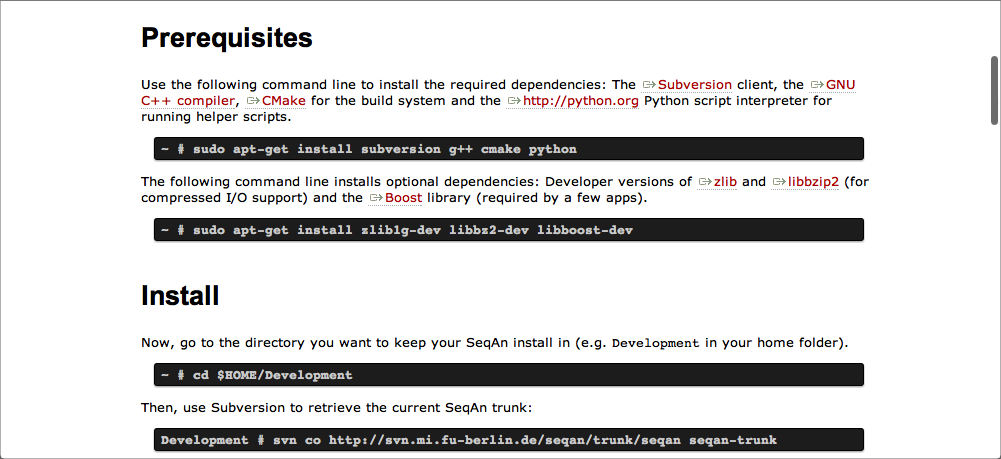 Prerequisites
Use the following command line to install the required dependencies: The Subversion client, the GNU
C++ compiler, CMake for the build system and the http://python.org Python script interpreter for
running helper scripts.
~ # sudo apt-get install subversion g++ cmake python
The following command line installs optional dependencies: Developer versions of zlib and libbzip2 (for
compressed I/O support) and the Boost library (required by a few apps).
~ # sudo apt-get install zlib1g-dev libbz2-dev libboost-dev
Install
Now, go to the directory you want to keep your SeqAn install in (e.g. Development in your home folder).
~ # cd $HOME/Development
Then, use Subversion to retrieve the current SeqAn trunk:
Development # svn co http://svn.mi.fu-berlin.de/seqan/trunk/seqan seqan-trunk